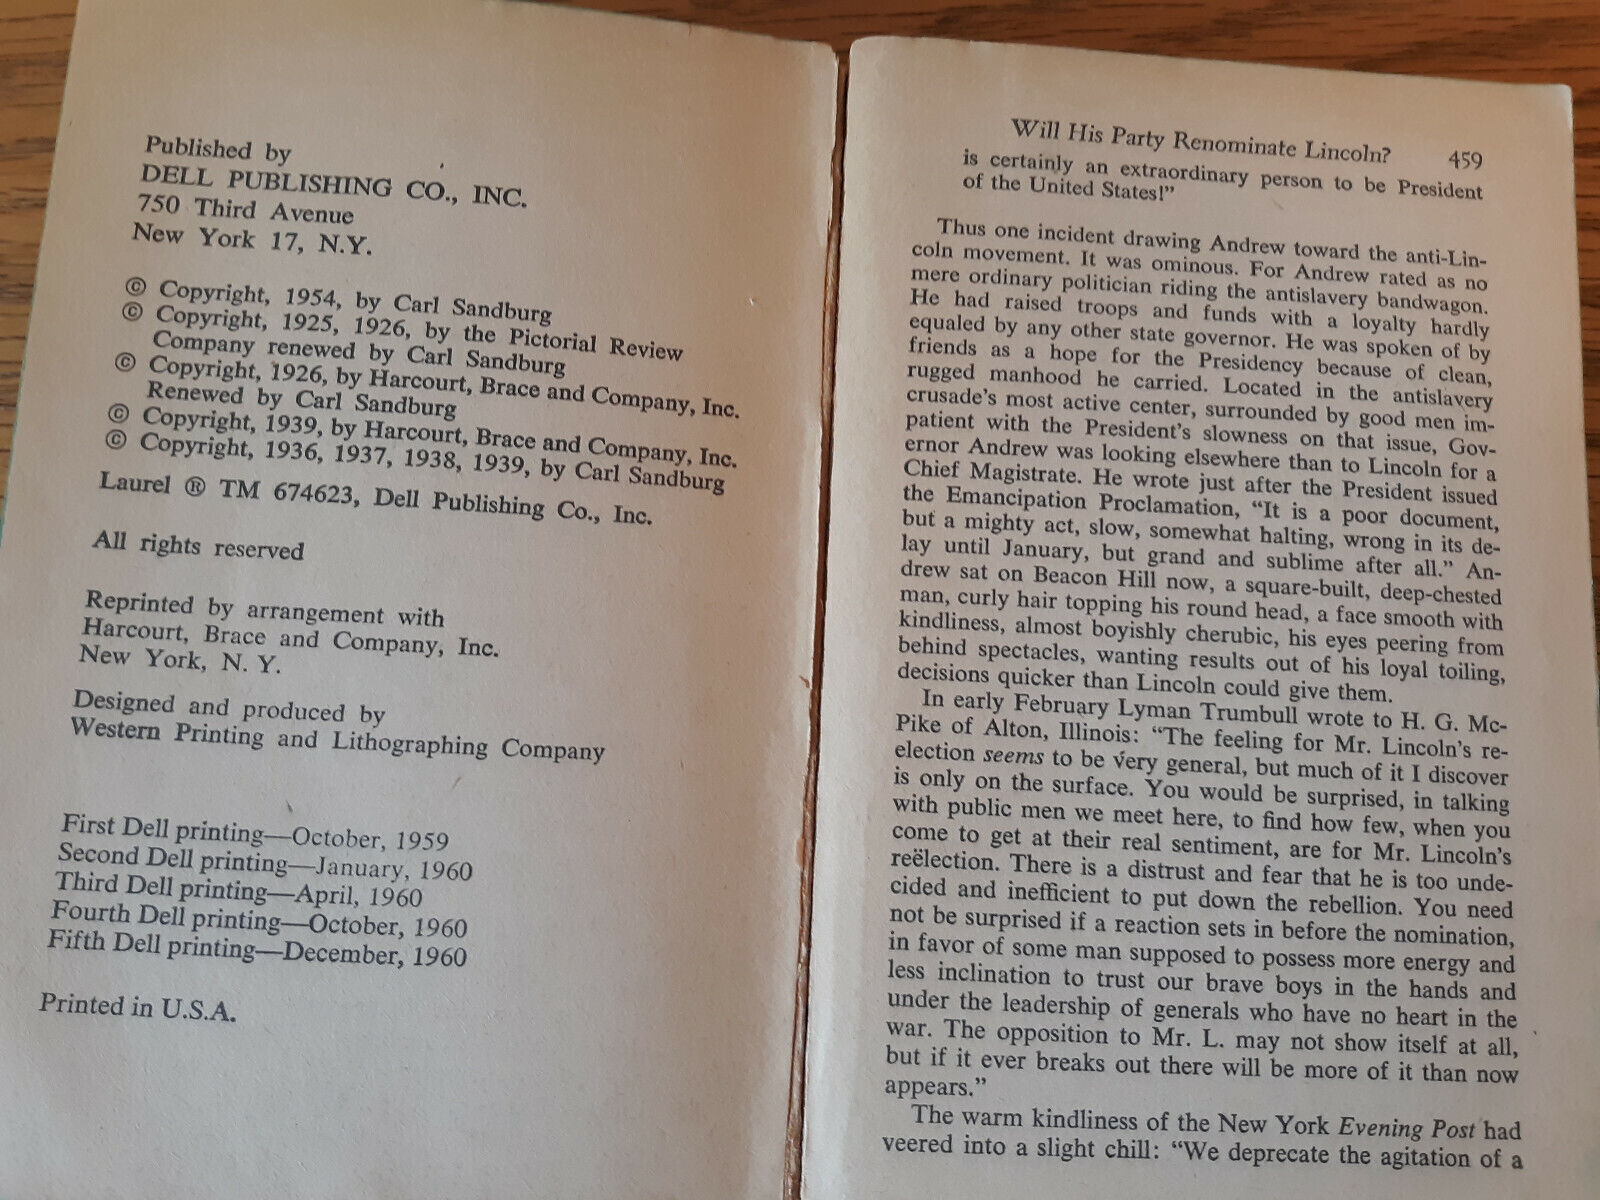 Published by
DELL PUBLISHING CO., INC.
750 Third Avenue
New York 17, N.Y.
© Copyright, 1954, by Carl Sandburg
© Copyright, 1925, 1926, by the Pictorial Review
Company renewed by Carl Sandburg
© Copyright, 1926, by Harcourt, Brace and Company, Inc.
Renewed by Carl Sandburg
© Copyright, 1939, by Harcourt, Brace and Company, Inc.
© Copyright, 1936, 1937, 1938, 1939, by Carl Sandburg
Laurel ® TM 674623, Dell Publishing Co., Inc.
All rights reserved
Reprinted by arrangement with
Harcourt, Brace and Company, Inc.
New York, N. Y.
Designed and produced by
Western Printing and Lithographing Company
First Dell printing—October, 1959
Second Dell printing—January, 1960
Third Dell printing—April, 1960
Fourth Dell printing—October, 1960
Fifth Dell printing—December, 1960
Printed in U.S.A.
Will His Party Renominate Lincoln? 459
is certainly an extraordinary person to be President
of the United States!”
Thus one incident drawing Andrew toward the anti-Lin-
coln movement. It was ominous. For Andrew rated as no
mere ordinary politician riding the antislavery bandwagon.
He had raised troops and funds with a loyalty hardly
equaled by any other state governor. He was spoken of by
friends as a hope for the Presidency because of clean,
rugged manhood he carried. Located in the antislavery
crusade’s most active center, surrounded by good men im-
patient with the President’s slowness on that issue, Gov-
ernor Andrew was looking elsewhere than to Lincoln for a
Chief Magistrate. He wrote just after the President issued
the Emancipation Proclamation, “It is a poor document,
but a mighty act, slow, somewhat halting, wrong in its de-
lay until January, but grand and sublime after all.” An-
drew sat on Beacon Hill now, a square-built, deep-chested
man, curly hair topping his round head, a face smooth with
kindliness, almost boyishly cherubic, his eyes peering from
behind spectacles, wanting results out of his loyal toiling,
decisions quicker than Lincoln could give them.
In early February Lyman Trumbull wrote to H. G. Mc-
Pike of Alton, Illinois: “The feeling for Mr. Lincoln’s re-
election seems to be very general, but much of it I discover
is only on the surface. You would be surprised, in talking
with public men we meet here, to find how few, when you
come to get at their real sentiment, are for Mr. Lincoln’s
reëlection. There is a distrust and fear that he is too unde-
cided and inefficient to put down the rebellion. You need
not be surprised if a reaction sets in before the nomination,
in favor of some man supposed to possess more energy and
less inclination to trust our brave boys in the hands and
under the leadership of generals who have no heart in the
war. The opposition to Mr. L. may not show itself at all,
but if it ever breaks out there will be more of it than now
appears.”
The warm kindliness of the New York Evening Post had
veered into a slight chill: “We deprecate the agitation of a